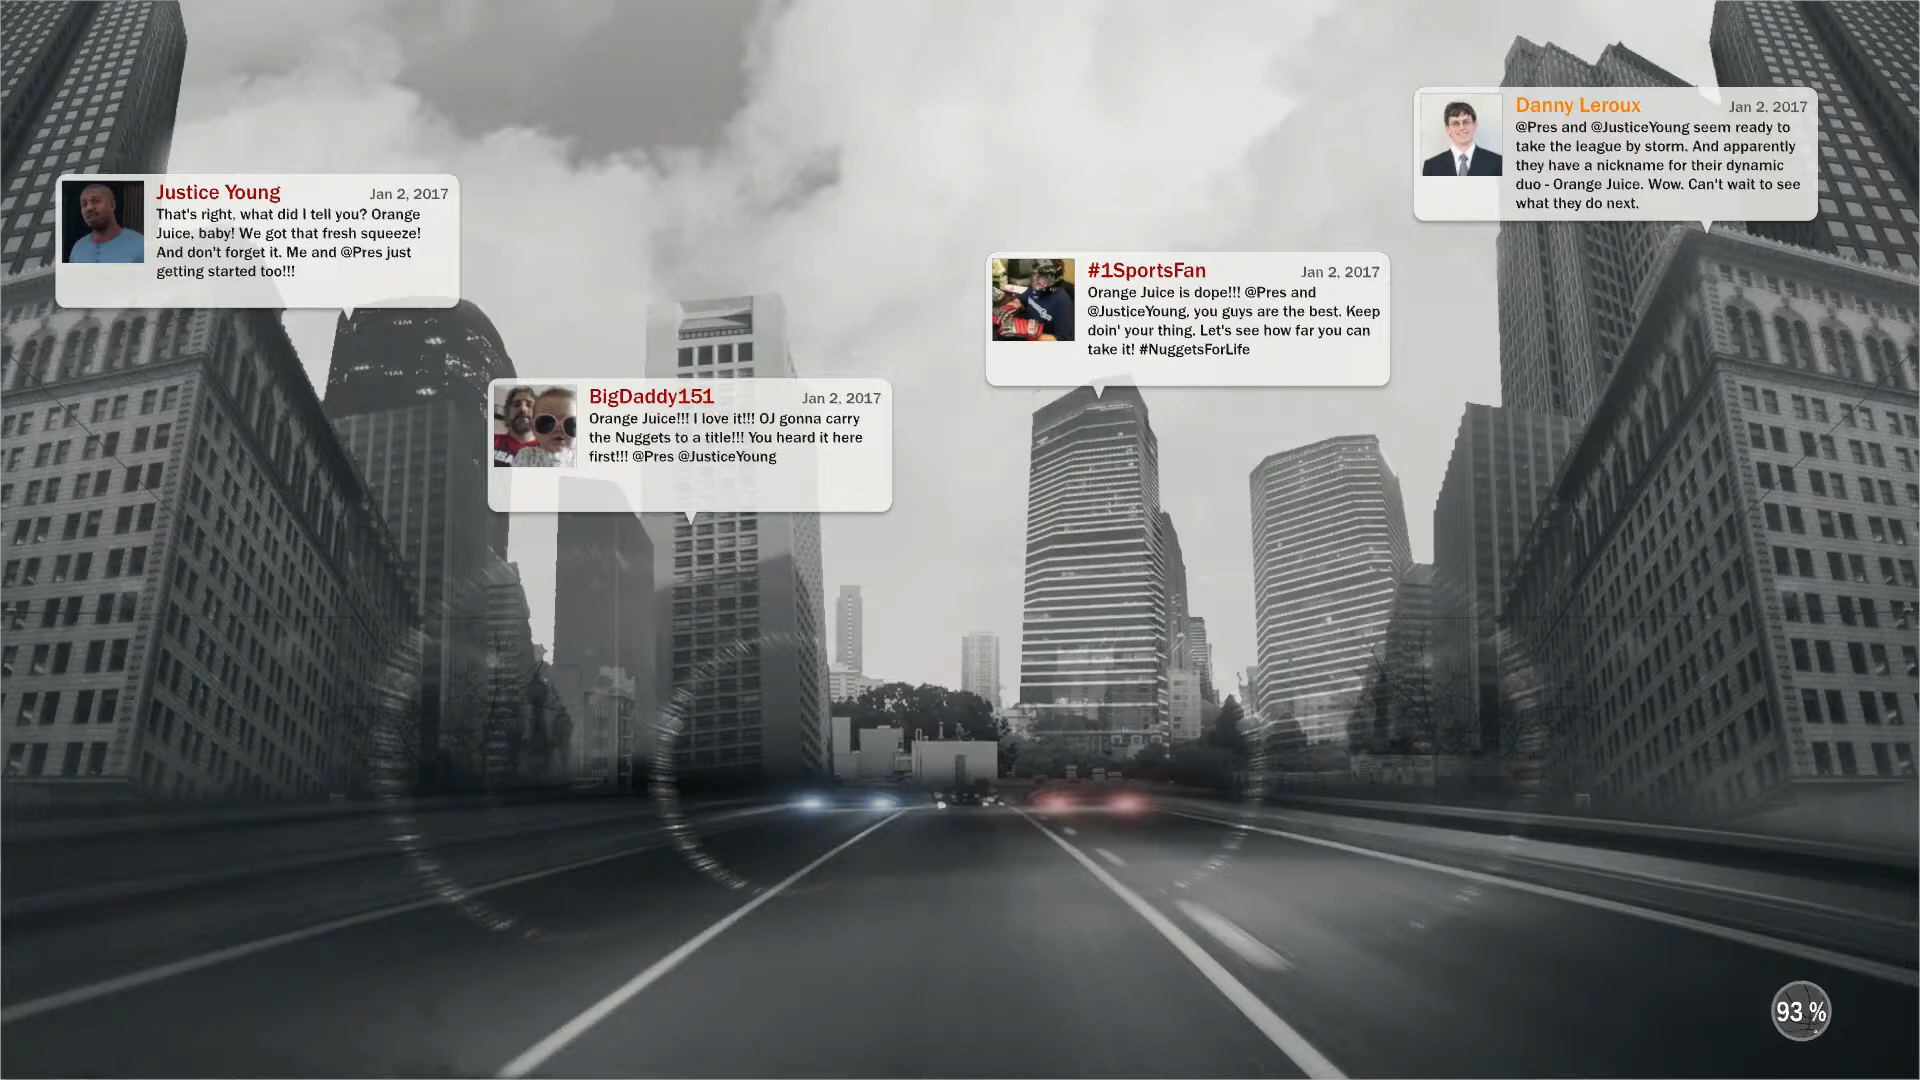 Justice Young Jan 2, 2017
That's right, what did I tell you? Orange
Juice, baby! We got that fresh squeeze!
And don't forget it. Me and @Pres just
getting started too!!!
BigDaddy151 Jan 2, 2017
Orange Juice!!! I love it!!! OJ gonna carry
the Nuggets to a title!!! You heard it here
first!!! @Pres @JusticeYoung
#1SportsFan Jan 2, 2017
Orange Juice is dope!!! @Pres and
@JusticeYoung, you guys are the best. Keep
doin' your thing. Let's see how far you can
take it! #NuggetsForLife
Danny Leroux Jan 2, 2017
@Pres and @JusticeYoung seem ready to
take the league by storm. And apparently
they have a nickname for their dynamic
duo - Orange Juice. Wow. Can't wait to see
what they do next.
93 %